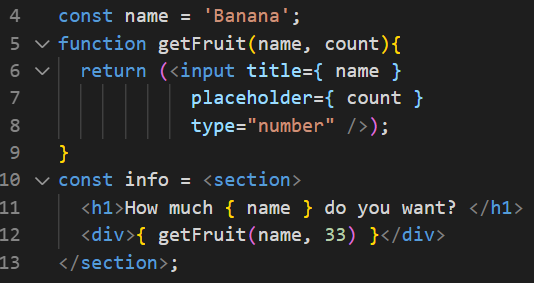 4 const name = 'Banana';
5 function getFruit(name, count){
6 return (<input title={ name }
7 placeholder={ count }
8 type="number" />);
9 }
10 const info = <section>
11 <h1>How much { name } do you want? </h1>
12 <div>{ getFruit(name, 33) }</div>
13 </section>;